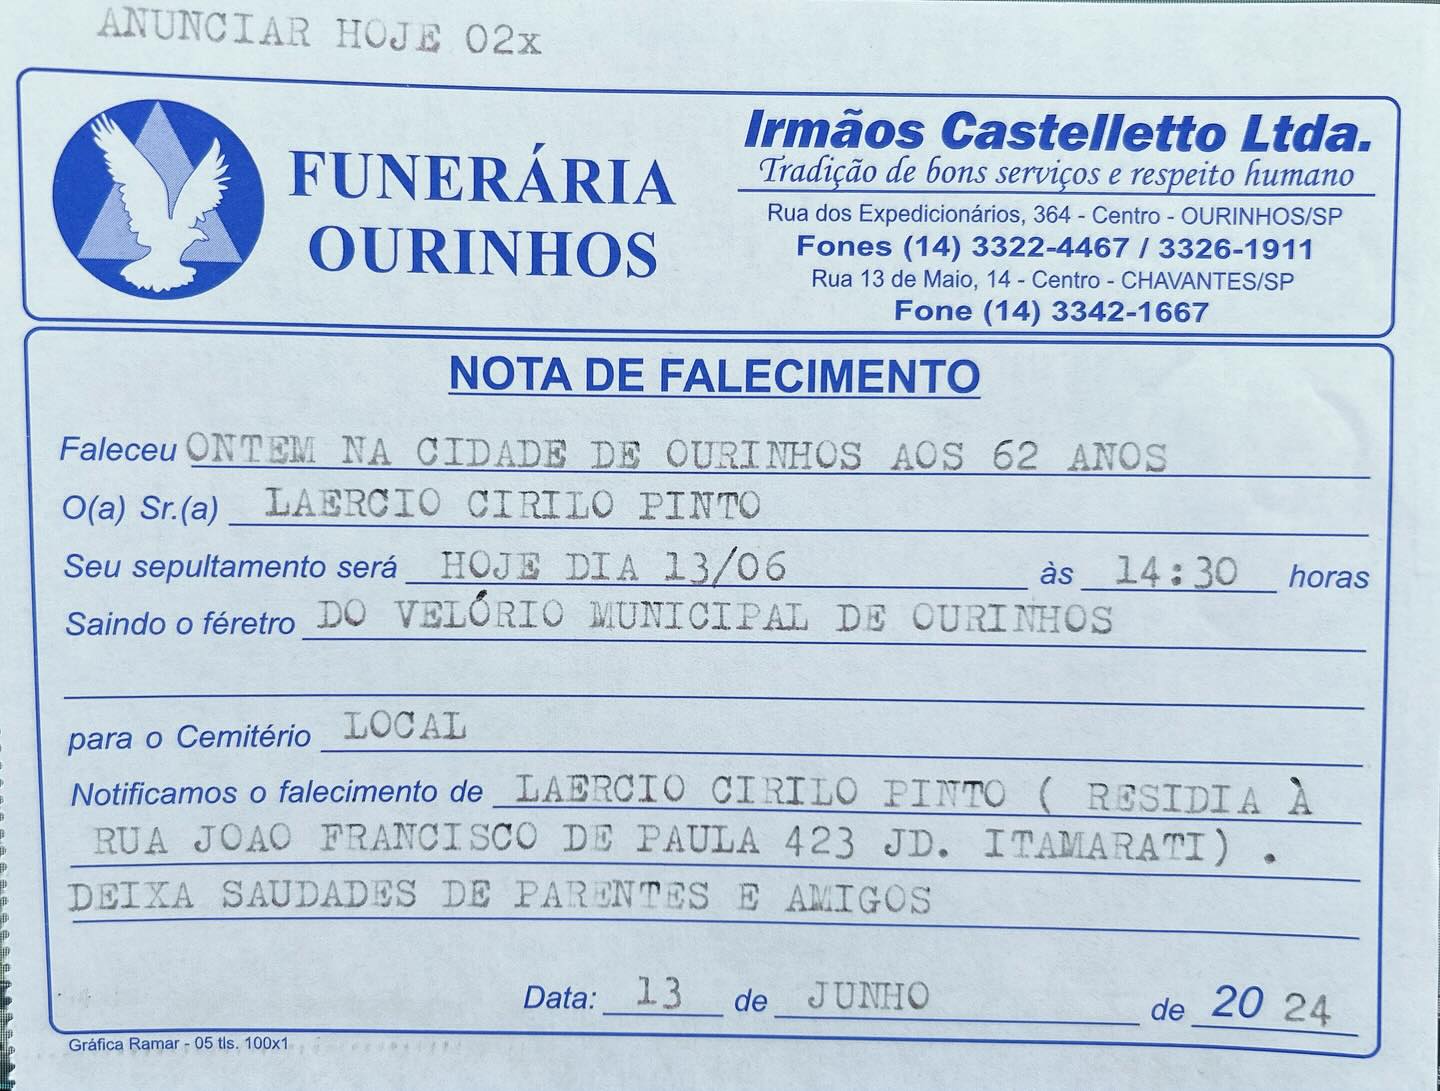 ANUNCIAR HOJE 02x
FUNERÁRIA
OURINHOS
Irmãos Castelletto Ltda.
Tradição de bons serviços e respeito humano
Rua dos Expedicionários, 364 - Centro - OURINHOS/SP
Fones (14) 3322-4467 / 3326-1911
Rua 13 de Maio, 14 - Centro - CHAVANTES/SP
Fone (14) 3342-1667
NOTA DE FALECIMENTO
Faleceu ONTEM NA CIDADE DE OURINHOS AOS 62 ANOS
O(a) Sr.(a) LAERCIO CIRILO PINTO
Seu sepultamento será HOJE DIA 13/06 às 14:30 horas
Saindo o féretro DO VELÓRIO MUNICIPAL DE OURINHOS
para o Cemitério LOCAL
Notificamos o falecimento de LAERCIO CIRILO PINTO ( RESIDIA À
RUA JOAO FRANCISCO DE PAULA 423 JD. ITAMARATI) .
DEIXA SAUDADES DE PARENTES E AMIGOS
Data: 13 de JUNHO de 20 24
Gráfica Ramar - 05 tls. 100x1